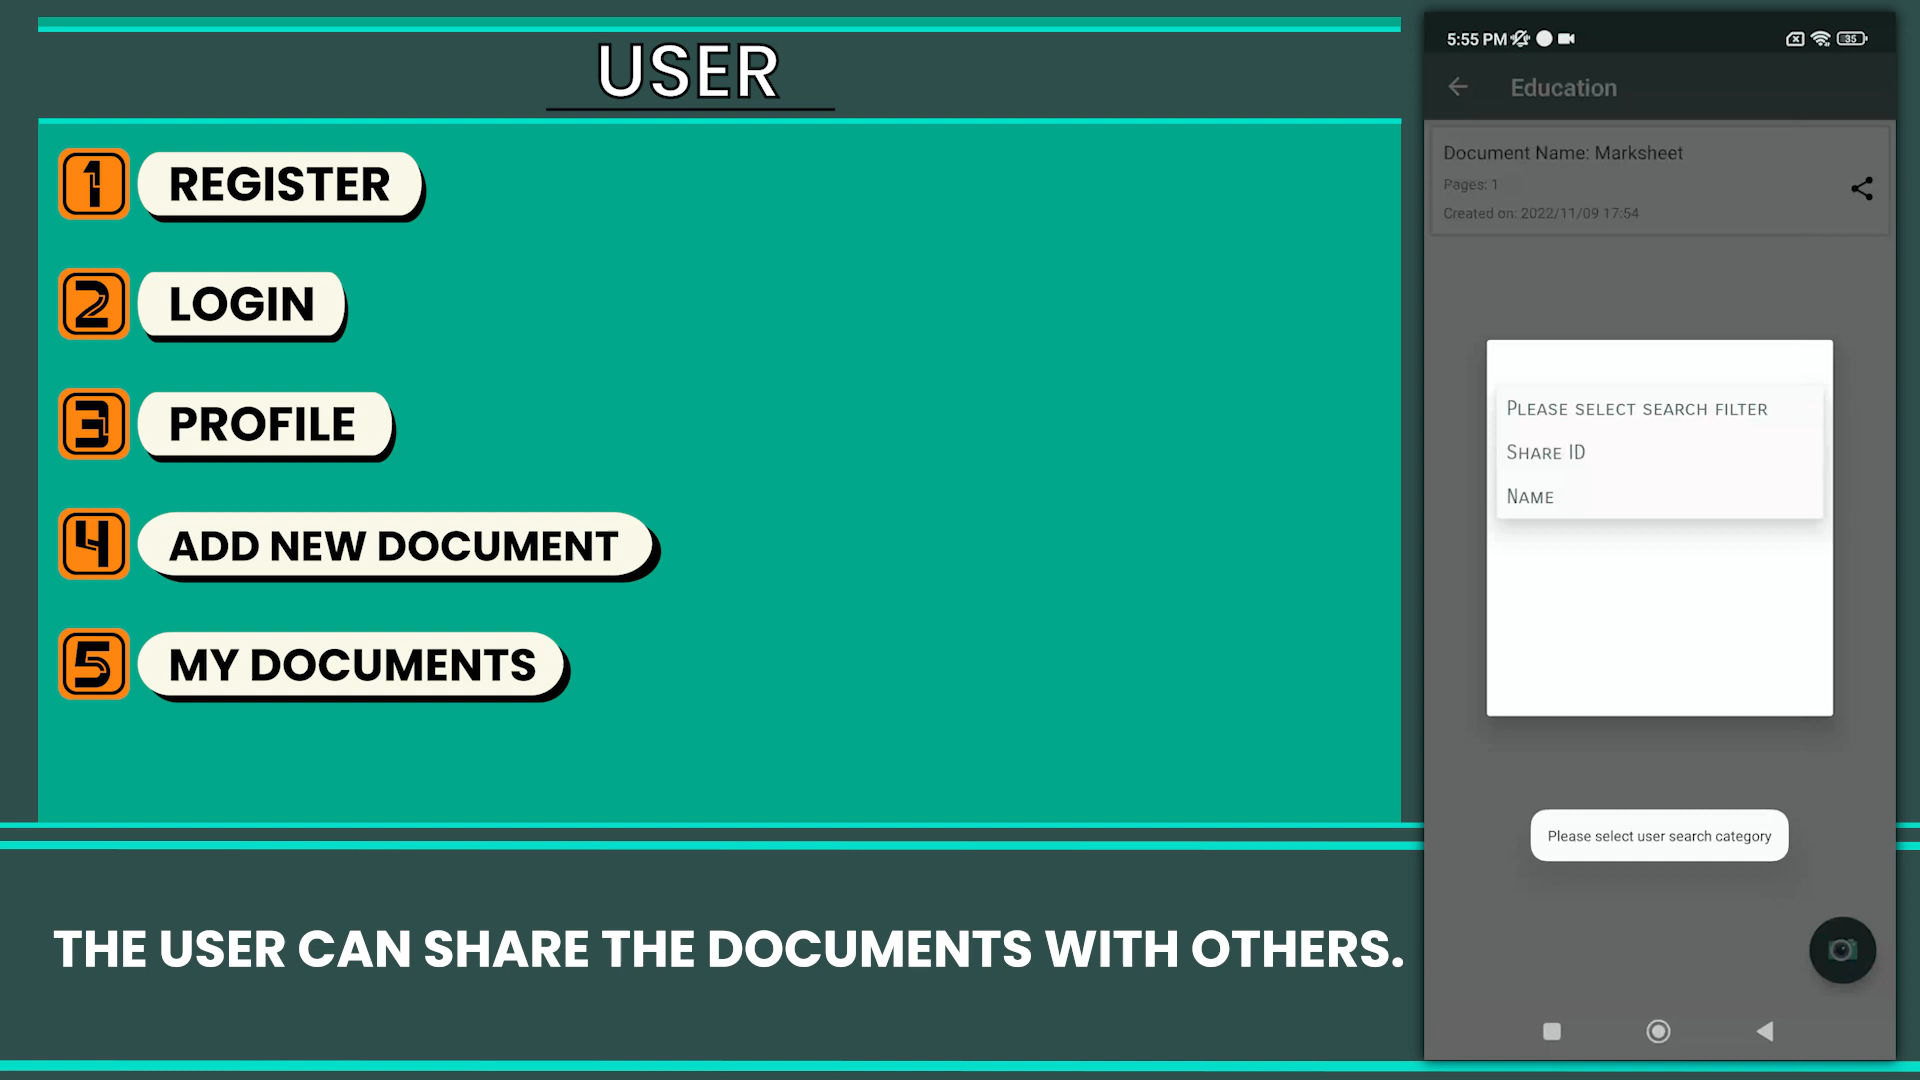 USER
1 REGISTER
2 LOGIN
3 PROFILE
4 ADD NEW DOCUMENT
5 MY DOCUMENTS
THE USER CAN SHARE THE DOCUMENTS WITH OTHERS.
5:55 PM
35
Education
Document Name: Marksheet
Pages: 1
Created on: 2022/11/09 17:54
Please select search filter
Share ID
Name
Please select user search category